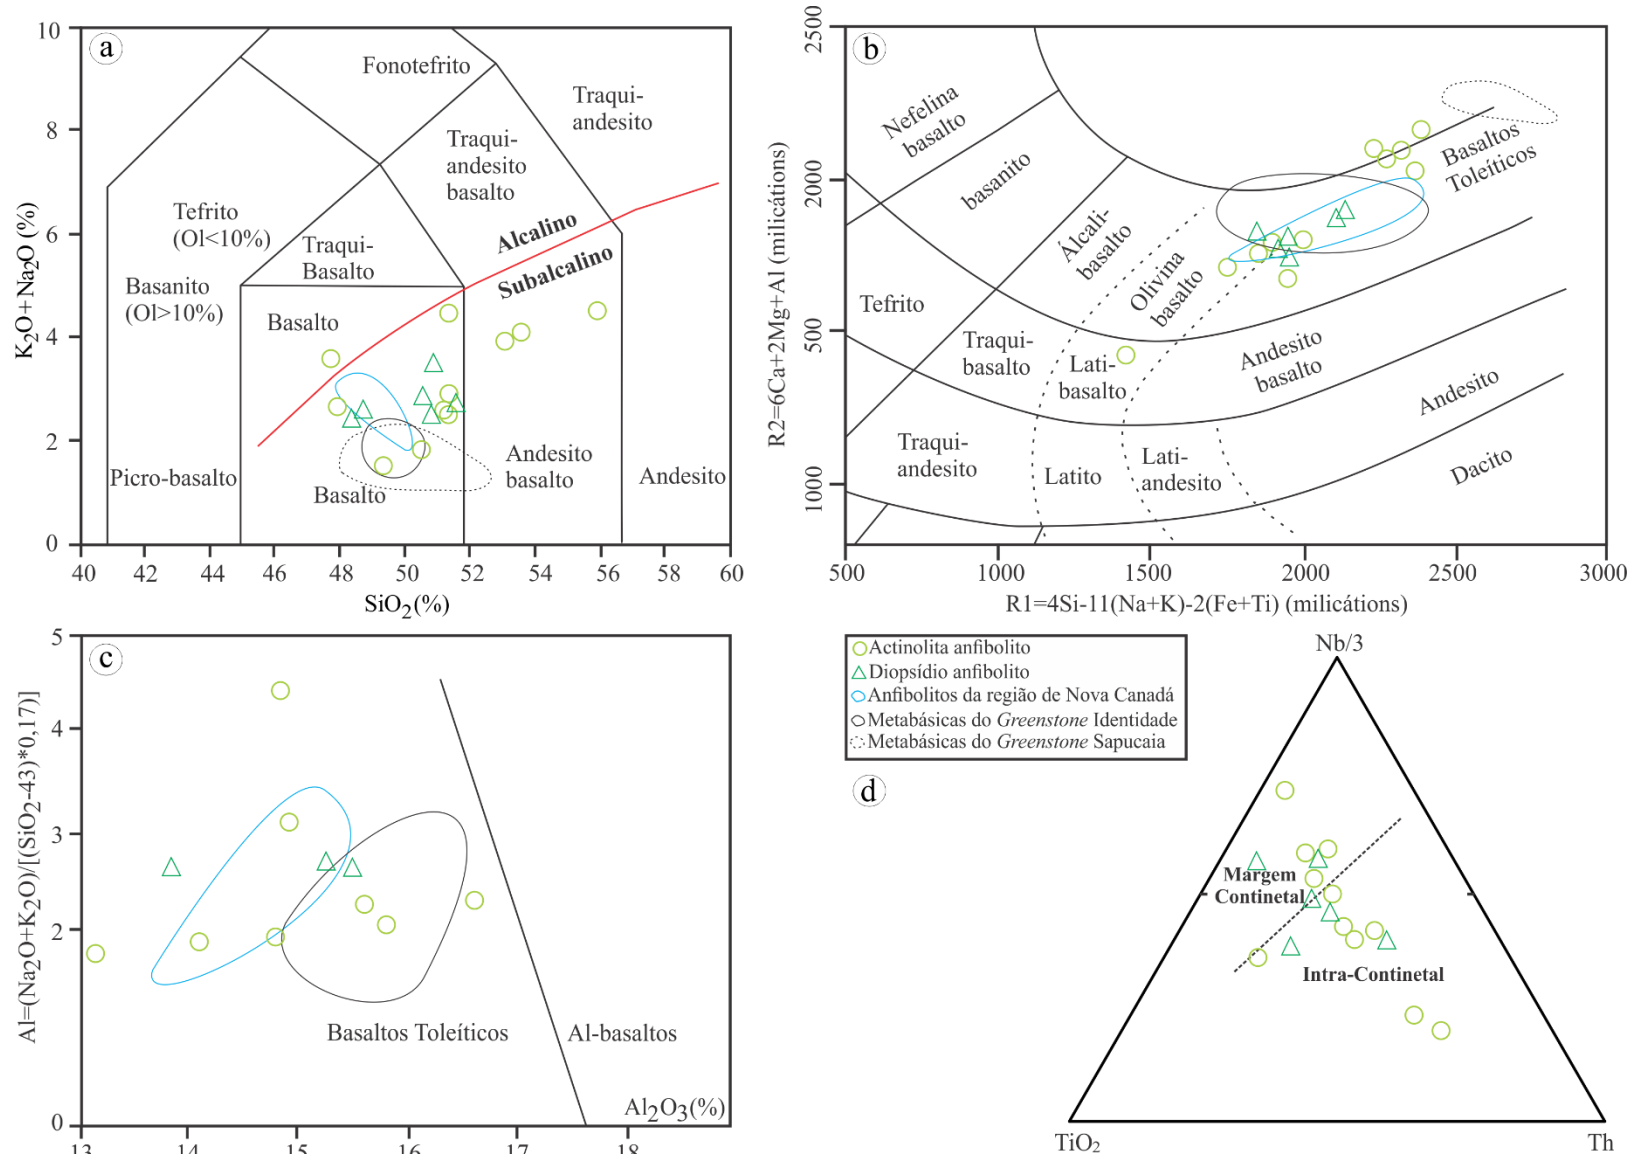 a
10
8
6
4
2
0
K2O+Na2O (%)
40
42
44
46
48
50
52
54
56
58
60
SiO2(%)
Fonotefrito
Traqui-
andesito
Traqui-
andesito
basalto
Tefrito
(Ol<10%)
Traqui-
Basalto
Alcalino
Subalcalino
Basanito
(Ol>10%)
Basalto
Picro-basalto
Basalto
Andesito
basalto
Andesito
b
2500
2000
500
1000
R2=6Ca+2Mg+Al (milicátions)
500
1000
1500
2000
2500
3000
R1=4Si-11(Na+K)-2(Fe+Ti) (milicátions)
Nefelina
basalto
basanito
Álcali-
basalto
Olivina
basalto
Basaltos
Toleíticos
Tefrito
Traqui-
basalto
Lati-
basalto
Andesito
basalto
Andesito
Traqui-
andesito
Latito
Lati-
andesito
Dacito
c
5
4
3
2
0
Al=(Na2O+K2O)/[(SiO2-43)*0,17)]
Basaltos Toleíticos
Al-basaltos
Al2O3(%)
13
14
15
16
17
18
Actinolita anfibolito
Diopsídio anfibolito
Anfibolitos da região de Nova Canadá
Metabásicas do Greenstone Identidade
Metabásicas do Greenstone Sapucaia
d
Nb/3
Margem
Continetal
Intra-Continetal
TiO2
Th